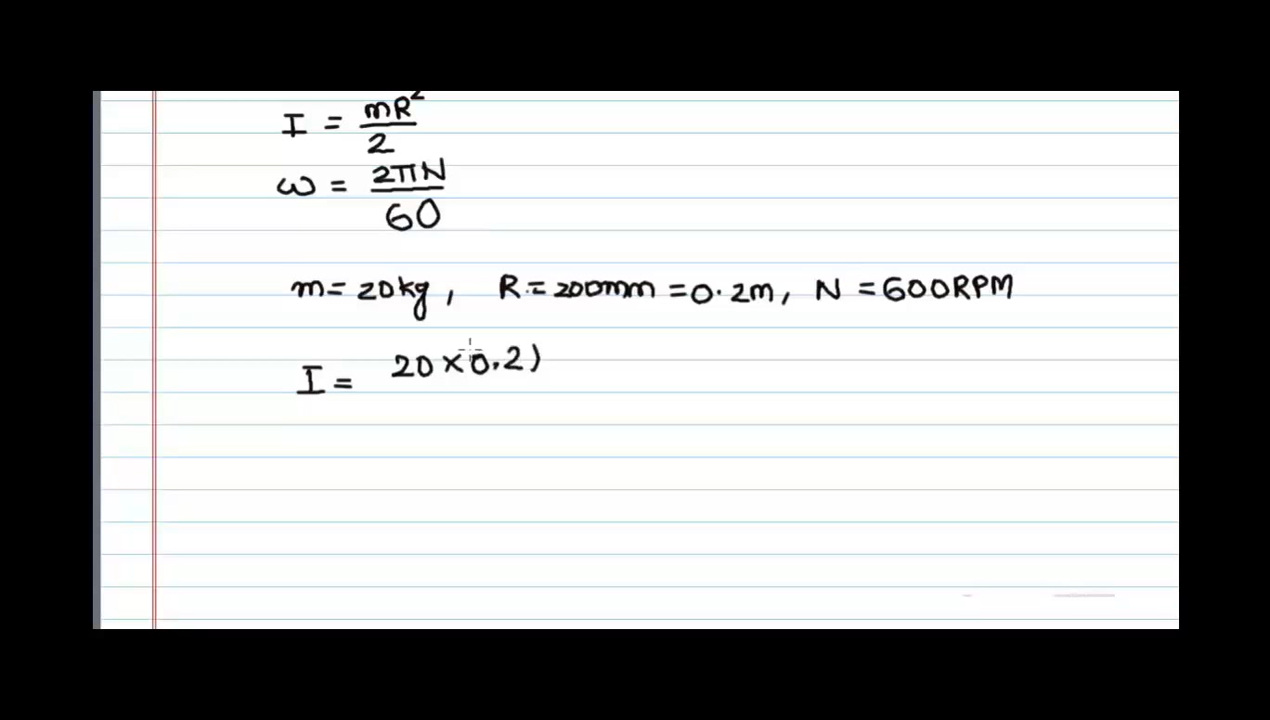 I = mR²/2
ω = 2πN/60
m = 20kg, R = 200mm = 0.2m, N = 600RPM
I = 20×0.2)